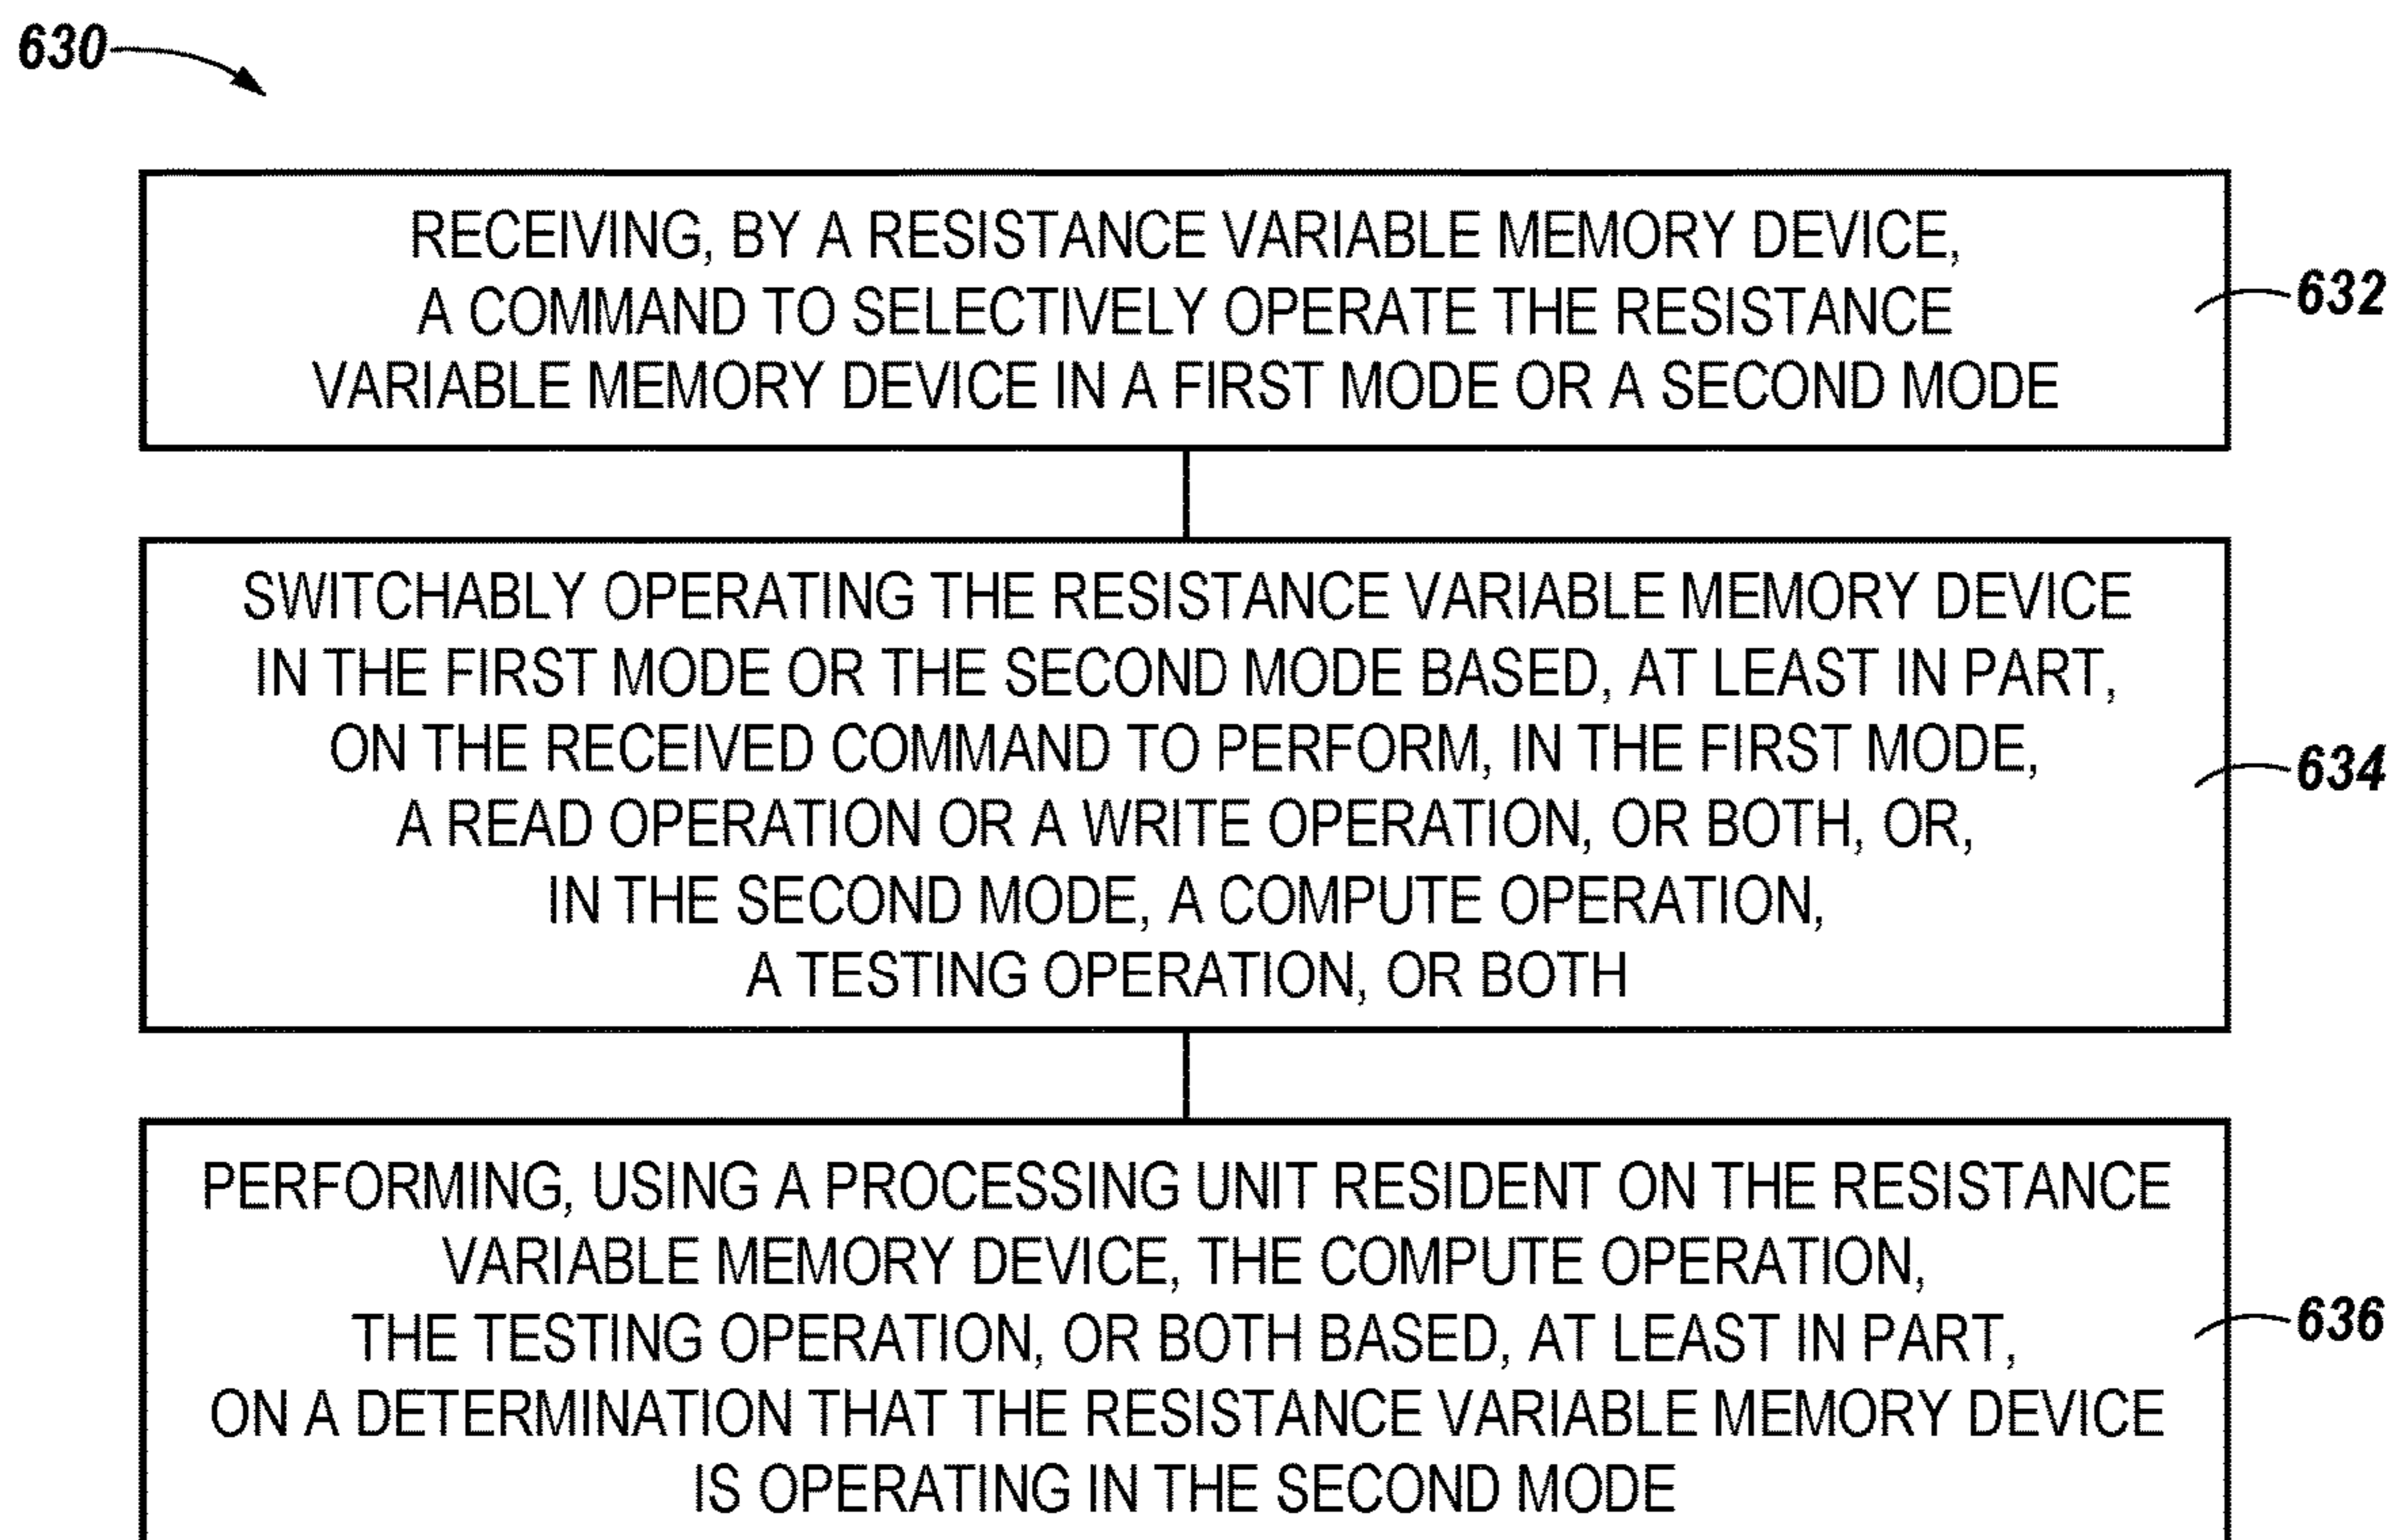 630
RECEIVING, BY A RESISTANCE VARIABLE MEMORY DEVICE,
A COMMAND TO SELECTIVELY OPERATE THE RESISTANCE
VARIABLE MEMORY DEVICE IN A FIRST MODE OR A SECOND MODE
632
SWITCHABLY OPERATING THE RESISTANCE VARIABLE MEMORY DEVICE
IN THE FIRST MODE OR THE SECOND MODE BASED, AT LEAST IN PART,
ON THE RECEIVED COMMAND TO PERFORM, IN THE FIRST MODE,
A READ OPERATION OR A WRITE OPERATION, OR BOTH, OR,
IN THE SECOND MODE, A COMPUTE OPERATION,
A TESTING OPERATION, OR BOTH
634
PERFORMING, USING A PROCESSING UNIT RESIDENT ON THE RESISTANCE
VARIABLE MEMORY DEVICE, THE COMPUTE OPERATION,
THE TESTING OPERATION, OR BOTH BASED, AT LEAST IN PART,
ON A DETERMINATION THAT THE RESISTANCE VARIABLE MEMORY DEVICE
IS OPERATING IN THE SECOND MODE
636